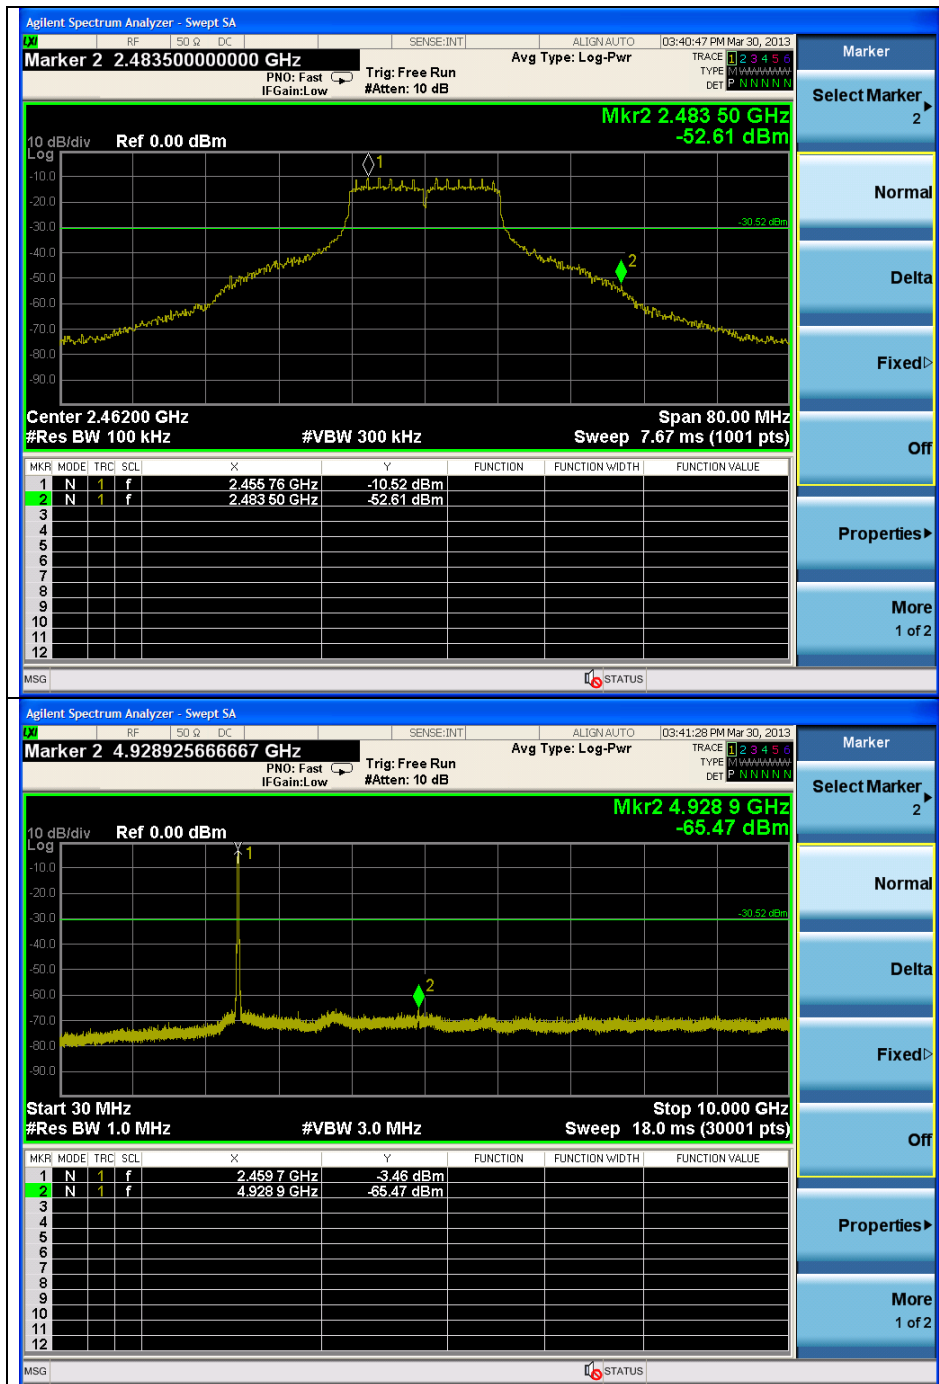 Agilent Spectrum Analyzer - Swept SA
LXI RF 50 Ω DC SENSE:INT ALIGN AUTO 03:40:47 PM Mar 30, 2013
Marker 2 2.483500000000 GHz
PNO: Fast
IFGain:Low
Trig: Free Run
#Atten: 10 dB
Avg Type: Log-Pwr
TRACE 1 2 3 4 5 6
TYPE M
DET P N N N N N
Mkr2 2.483 50 GHz
-52.61 dBm
10 dB/div Ref 0.00 dBm
Log
-10.0
-20.0
-30.0
-40.0
-50.0
-60.0
-70.0
-80.0
-90.0
1
-30.52 dBm
2
Center 2.46200 GHz Span 80.00 MHz
#Res BW 100 kHz #VBW 300 kHz Sweep 7.67 ms (1001 pts)
MKR MODE TRC SCL X Y FUNCTION FUNCTION WIDTH FUNCTION VALUE
1 N 1 f 2.455 76 GHz -10.52 dBm
2 N 1 f 2.483 50 GHz -52.61 dBm
3
4
5
6
7
8
9
10
11
12
MSG STATUS
Marker
Select Marker
2
Normal
Delta
Fixed
Off
Properties
More
1 of 2
Agilent Spectrum Analyzer - Swept SA
LXI RF 50 Ω DC SENSE:INT ALIGN AUTO 03:41:28 PM Mar 30, 2013
Marker 2 4.928925666667 GHz
PNO: Fast
IFGain:Low
Trig: Free Run
#Atten: 10 dB
Avg Type: Log-Pwr
TRACE 1 2 3 4 5 6
TYPE M
DET P N N N N N
Mkr2 4.928 9 GHz
-65.47 dBm
10 dB/div Ref 0.00 dBm
Log
-10.0
-20.0
-30.0
-40.0
-50.0
-60.0
-70.0
-80.0
-90.0
1
-30.52 dBm
2
Start 30 MHz Stop 10.000 GHz
#Res BW 1.0 MHz #VBW 3.0 MHz Sweep 18.0 ms (30001 pts)
MKR MODE TRC SCL X Y FUNCTION FUNCTION WIDTH FUNCTION VALUE
1 N 1 f 2.459 7 GHz -3.46 dBm
2 N 1 f 4.928 9 GHz -65.47 dBm
3
4
5
6
7
8
9
10
11
12
MSG STATUS
Marker
Select Marker
2
Normal
Delta
Fixed
Off
Properties
More
1 of 2